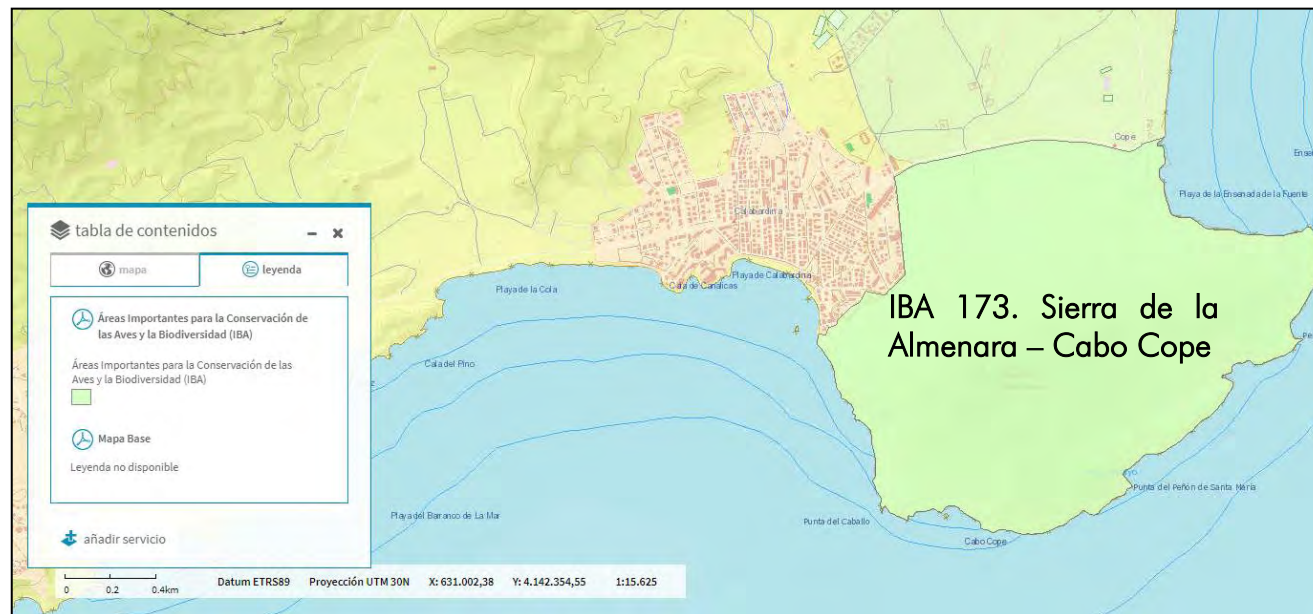 Cope
Ense
Playa de la Ensenada de la Fuente
Calabardina
Playa de Calabardina
Cala de Canalicas
Playa de la Cola
Cala del Pino
IBA 173. Sierra de la
Almenara – Cabo Cope
Pe
Punta del Peñón de Santa María
Playa del Barranco de La Mar
Punta del Caballo
Cabo Cope
tabla de contenidos
mapa
leyenda
Áreas Importantes para la Conservación de
las Aves y la Biodiversidad (IBA)
Áreas Importantes para la Conservación de las
Aves y la Biodiversidad (IBA)
Mapa Base
Leyenda no disponible
añadir servicio
0 0.2 0.4km
Datum ETRS89 Proyección UTM 30N X: 631.002,38 Y: 4.142.354,55 1:15.625